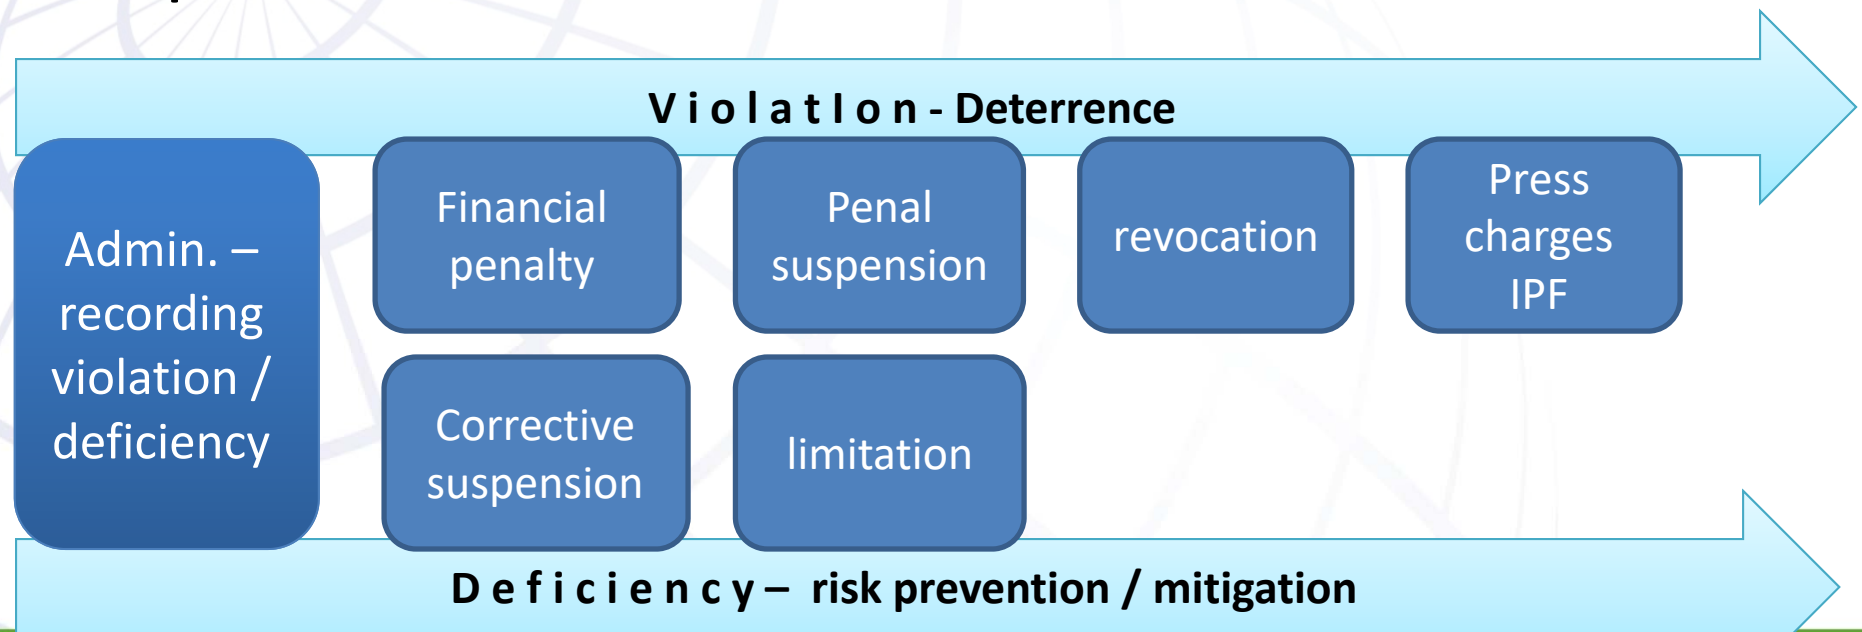 V i o l a t I o n - Deterrence
Admin. –
recording
violation /
deficiency
Financial
penalty
Penal
suspension
revocation
Press
charges
IPF
Corrective
suspension
limitation
D e f i c i e n c y – risk prevention / mitigation